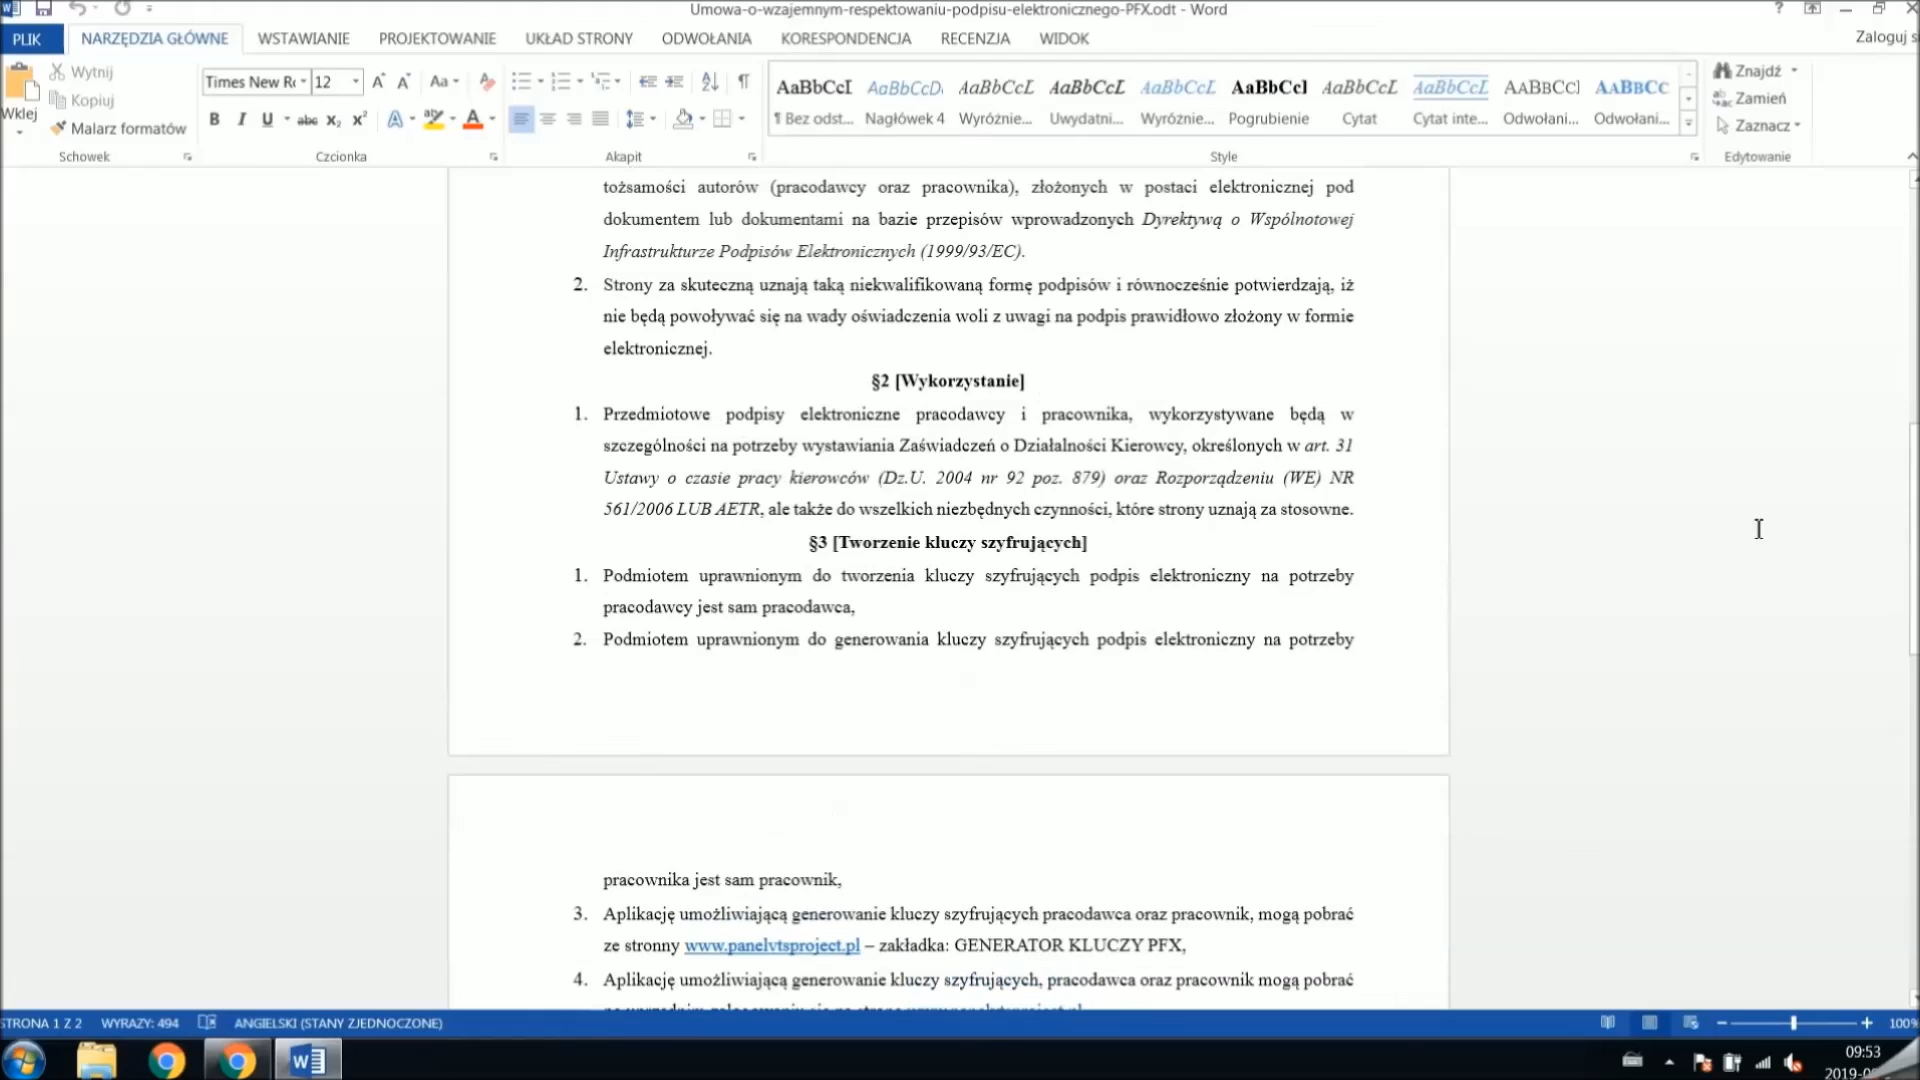 Umowa-o-wzajemnym-respektowaniu-podpisu-elektronicznego-PFX.odt - Word
?
PLIK NARZĘDZIA GŁÓWNE WSTAWIANIE PROJEKTOWANIE UKŁAD STRONY ODWOŁANIA KORESPONDENCJA RECENZJA WIDOK Zaloguj s
Wklej
Wytnij
Kopiuj
Malarz formatów
Schowek
Times New R 12
Czcionka
Akapit
AaBbCcI AaBbCcD. AaBbCcL AaBbCcL AaBbCcL AaBbCcI AaBbCcL AaBbCcL AABBCCI AABBCC
¶ Bez odst... Nagłówek 4 Wyróżnie... Uwydatni... Wyróżnie... Pogrubienie Cytat Cytat inte... Odwołani... Odwołani...
Style
Znajdź
Zamień
Zaznacz
Edytowanie
tożsamości autorów (pracodawcy oraz pracownika), złożonych w postaci elektronicznej pod
dokumentem lub dokumentami na bazie przepisów wprowadzonych Dyrektywą o Wspólnotowej
Infrastrukturze Podpisów Elektronicznych (1999/93/EC).
2. Strony za skuteczną uznają taką niekwalifikowaną formę podpisów i równocześnie potwierdzają, iż
nie będą powoływać się na wady oświadczenia woli z uwagi na podpis prawidłowo złożony w formie
elektronicznej.
§2 [Wykorzystanie]
1. Przedmiotowe podpisy elektroniczne pracodawcy i pracownika, wykorzystywane będą w
szczególności na potrzeby wystawiania Zaświadczeń o Działalności Kierowcy, określonych w art. 31
Ustawy o czasie pracy kierowców (Dz.U. 2004 nr 92 poz. 879) oraz Rozporządzeniu (WE) NR
561/2006 LUB AETR, ale także do wszelkich niezbędnych czynności, które strony uznają za stosowne.
§3 [Tworzenie kluczy szyfrujących]
1. Podmiotem uprawnionym do tworzenia kluczy szyfrujących podpis elektroniczny na potrzeby
pracodawcy jest sam pracodawca,
2. Podmiotem uprawnionym do generowania kluczy szyfrujących podpis elektroniczny na potrzeby
pracownika jest sam pracownik,
3. Aplikację umożliwiającą generowanie kluczy szyfrujących pracodawca oraz pracownik, mogą pobrać
ze stronny www.panelvtsproject.pl – zakładka: GENERATOR KLUCZY PFX,
4. Aplikację umożliwiającą generowanie kluczy szyfrujących, pracodawca oraz pracownik mogą pobrać
STRONA 1 Z 2 WYRAZY: 494 ANGIELSKI (STANY ZJEDNOCZONE) 100%
09:53